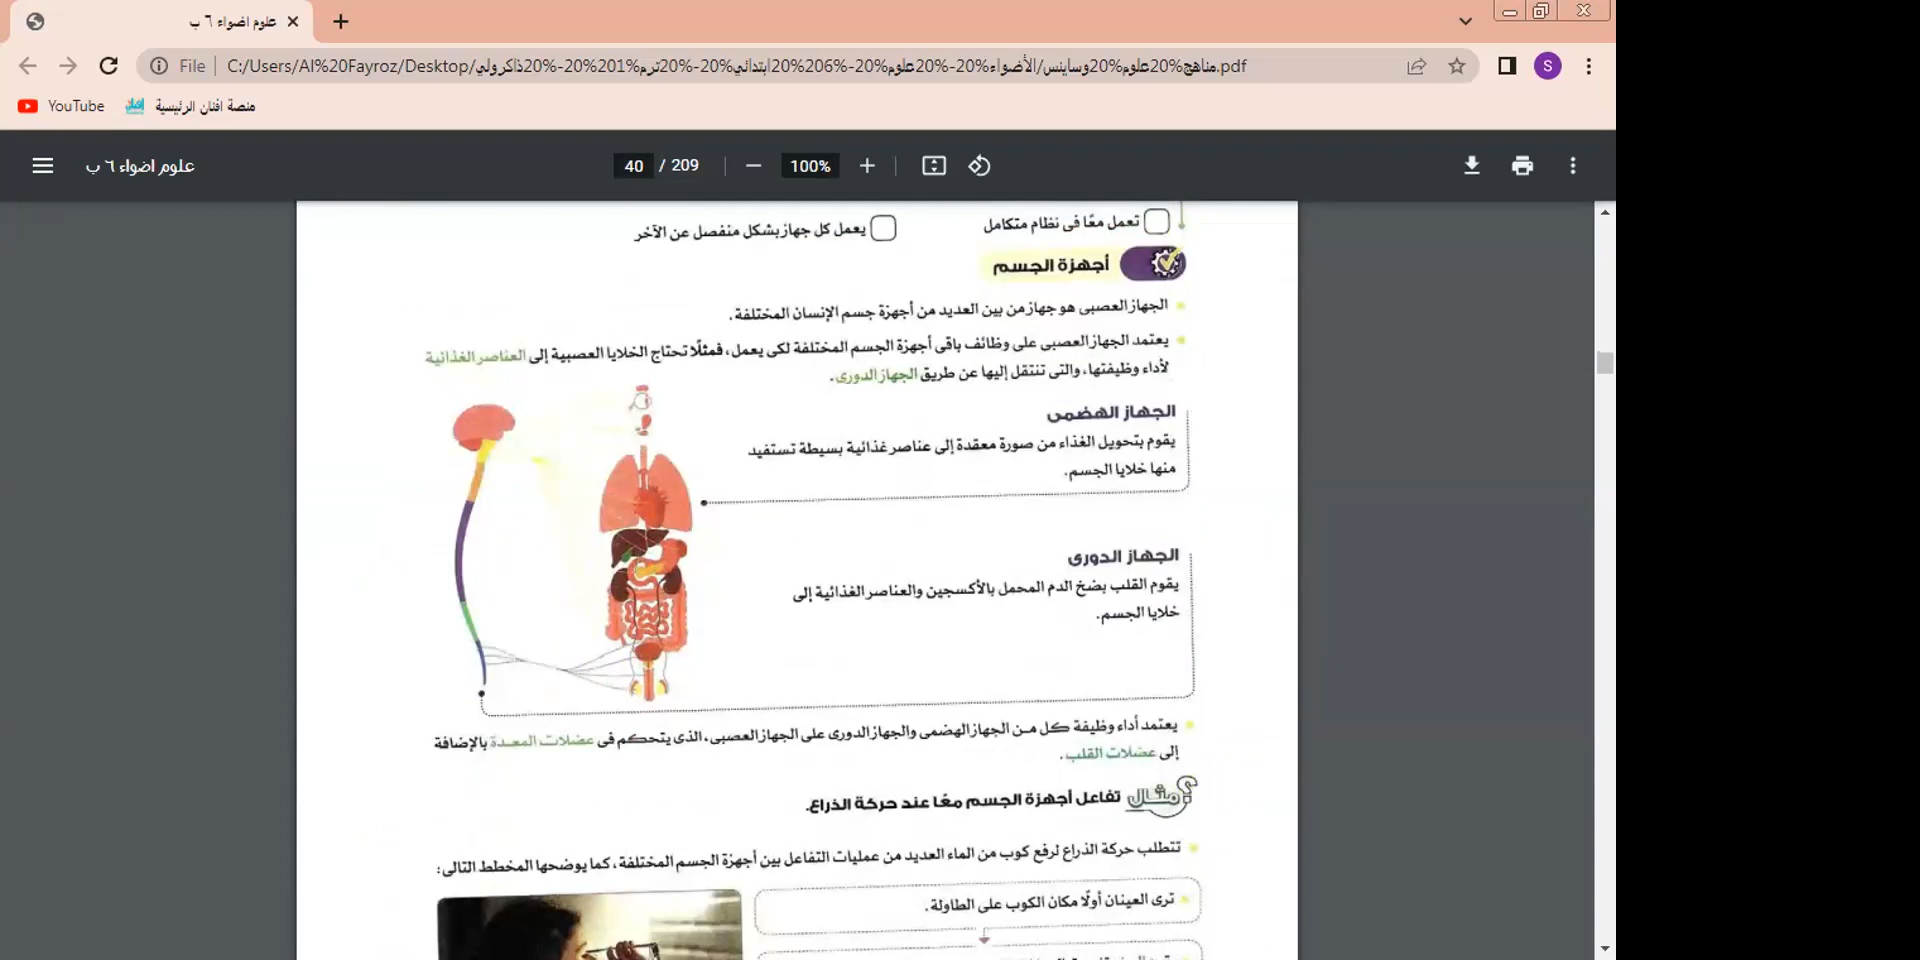 علوم اضواء ٦ ب
File
C:/Users/Al%20Fayroz/Desktop/مناهج%20علوم%20وساينس/الأضواء%20-%20علوم%20-%206%20ابتدائي%20-%20ترم%201%20-%20ذاكرولي.pdf
S
YouTube
منصة افنان الرئيسية
علوم اضواء ٦ ب
40 / 209
100%
تعمل معًا فى نظام متكامل
يعمل كل جهاز بشكل منفصل عن الآخر
أجهزة الجسم
الجهاز العصبى هو جهاز من بين العديد من أجهزة جسم الإنسان المختلفة.
يعتمد الجهاز العصبى على وظائف باقى أجهزة الجسم المختلفة لكى يعمل، فمثلًا تحتاج الخلايا العصبية إلى العناصر الغذائية
لأداء وظيفتها، والتى تنتقل إليها عن طريق الجهاز الدورى.
الجهاز الهضمى
يقوم بتحويل الغذاء من صورة معقدة إلى عناصر غذائية بسيطة تستفيد
منها خلايا الجسم.
الجهاز الدورى
يقوم القلب بضخ الدم المحمل بالأكسجين والعناصر الغذائية إلى
خلايا الجسم.
يعتمد أداء وظيفة كل من الجهاز الهضمى والجهاز الدورى على الجهاز العصبى، الذى يتحكم فى عضلات المعدة بالإضافة
إلى عضلات القلب.
مثال
تفاعل أجهزة الجسم معًا عند حركة الذراع.
تتطلب حركة الذراع لرفع كوب من الماء العديد من عمليات التفاعل بين أجهزة الجسم المختلفة، كما يوضحها المخطط التالى:
ترى العينان أولًا مكان الكوب على الطاولة.